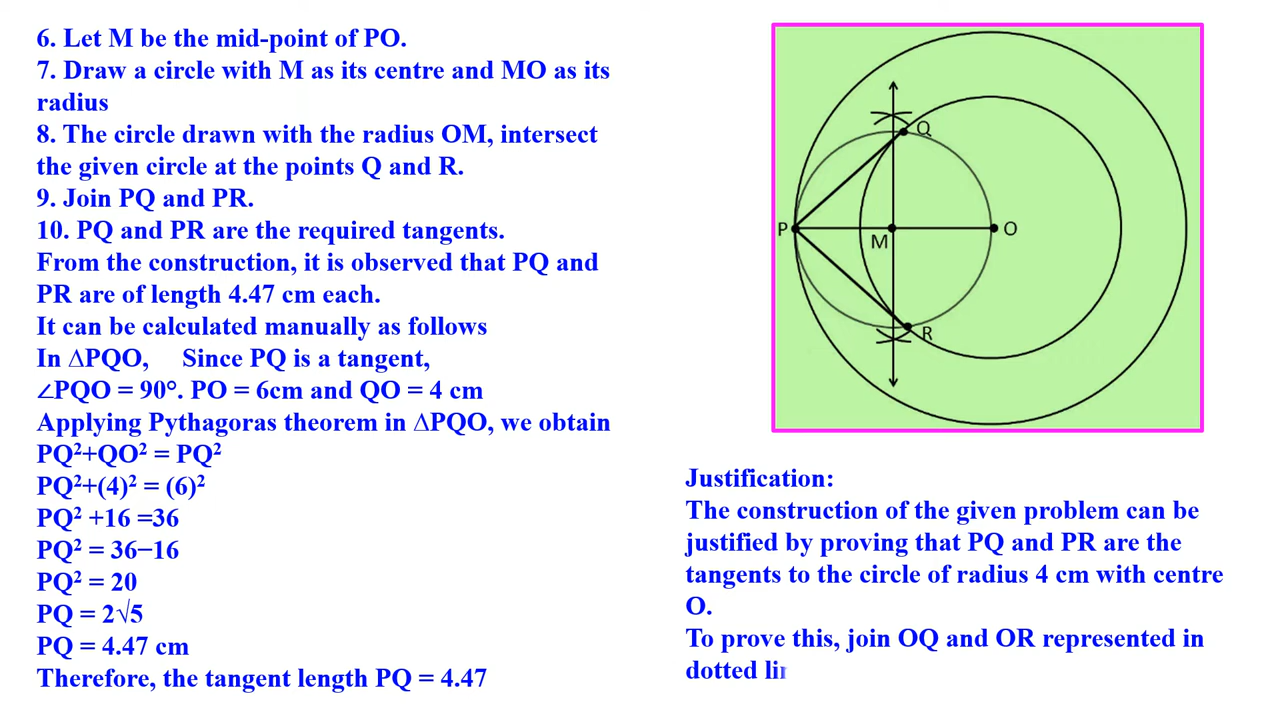 6. Let M be the mid-point of PO.
7. Draw a circle with M as its centre and MO as its
radius
8. The circle drawn with the radius OM, intersect
the given circle at the points Q and R.
9. Join PQ and PR.
10. PQ and PR are the required tangents.
From the construction, it is observed that PQ and
PR are of length 4.47 cm each.
It can be calculated manually as follows
In ∆PQO, Since PQ is a tangent,
∠PQO = 90°. PO = 6cm and QO = 4 cm
Applying Pythagoras theorem in ∆PQO, we obtain
PQ²+QO² = PQ²
PQ²+(4)² = (6)²
PQ² +16 =36
PQ² = 36−16
PQ² = 20
PQ = 2√5
PQ = 4.47 cm
Therefore, the tangent length PQ = 4.47
Q
P
M
O
R
Justification:
The construction of the given problem can be
justified by proving that PQ and PR are the
tangents to the circle of radius 4 cm with centre
O.
To prove this, join OQ and OR represented in
dotted